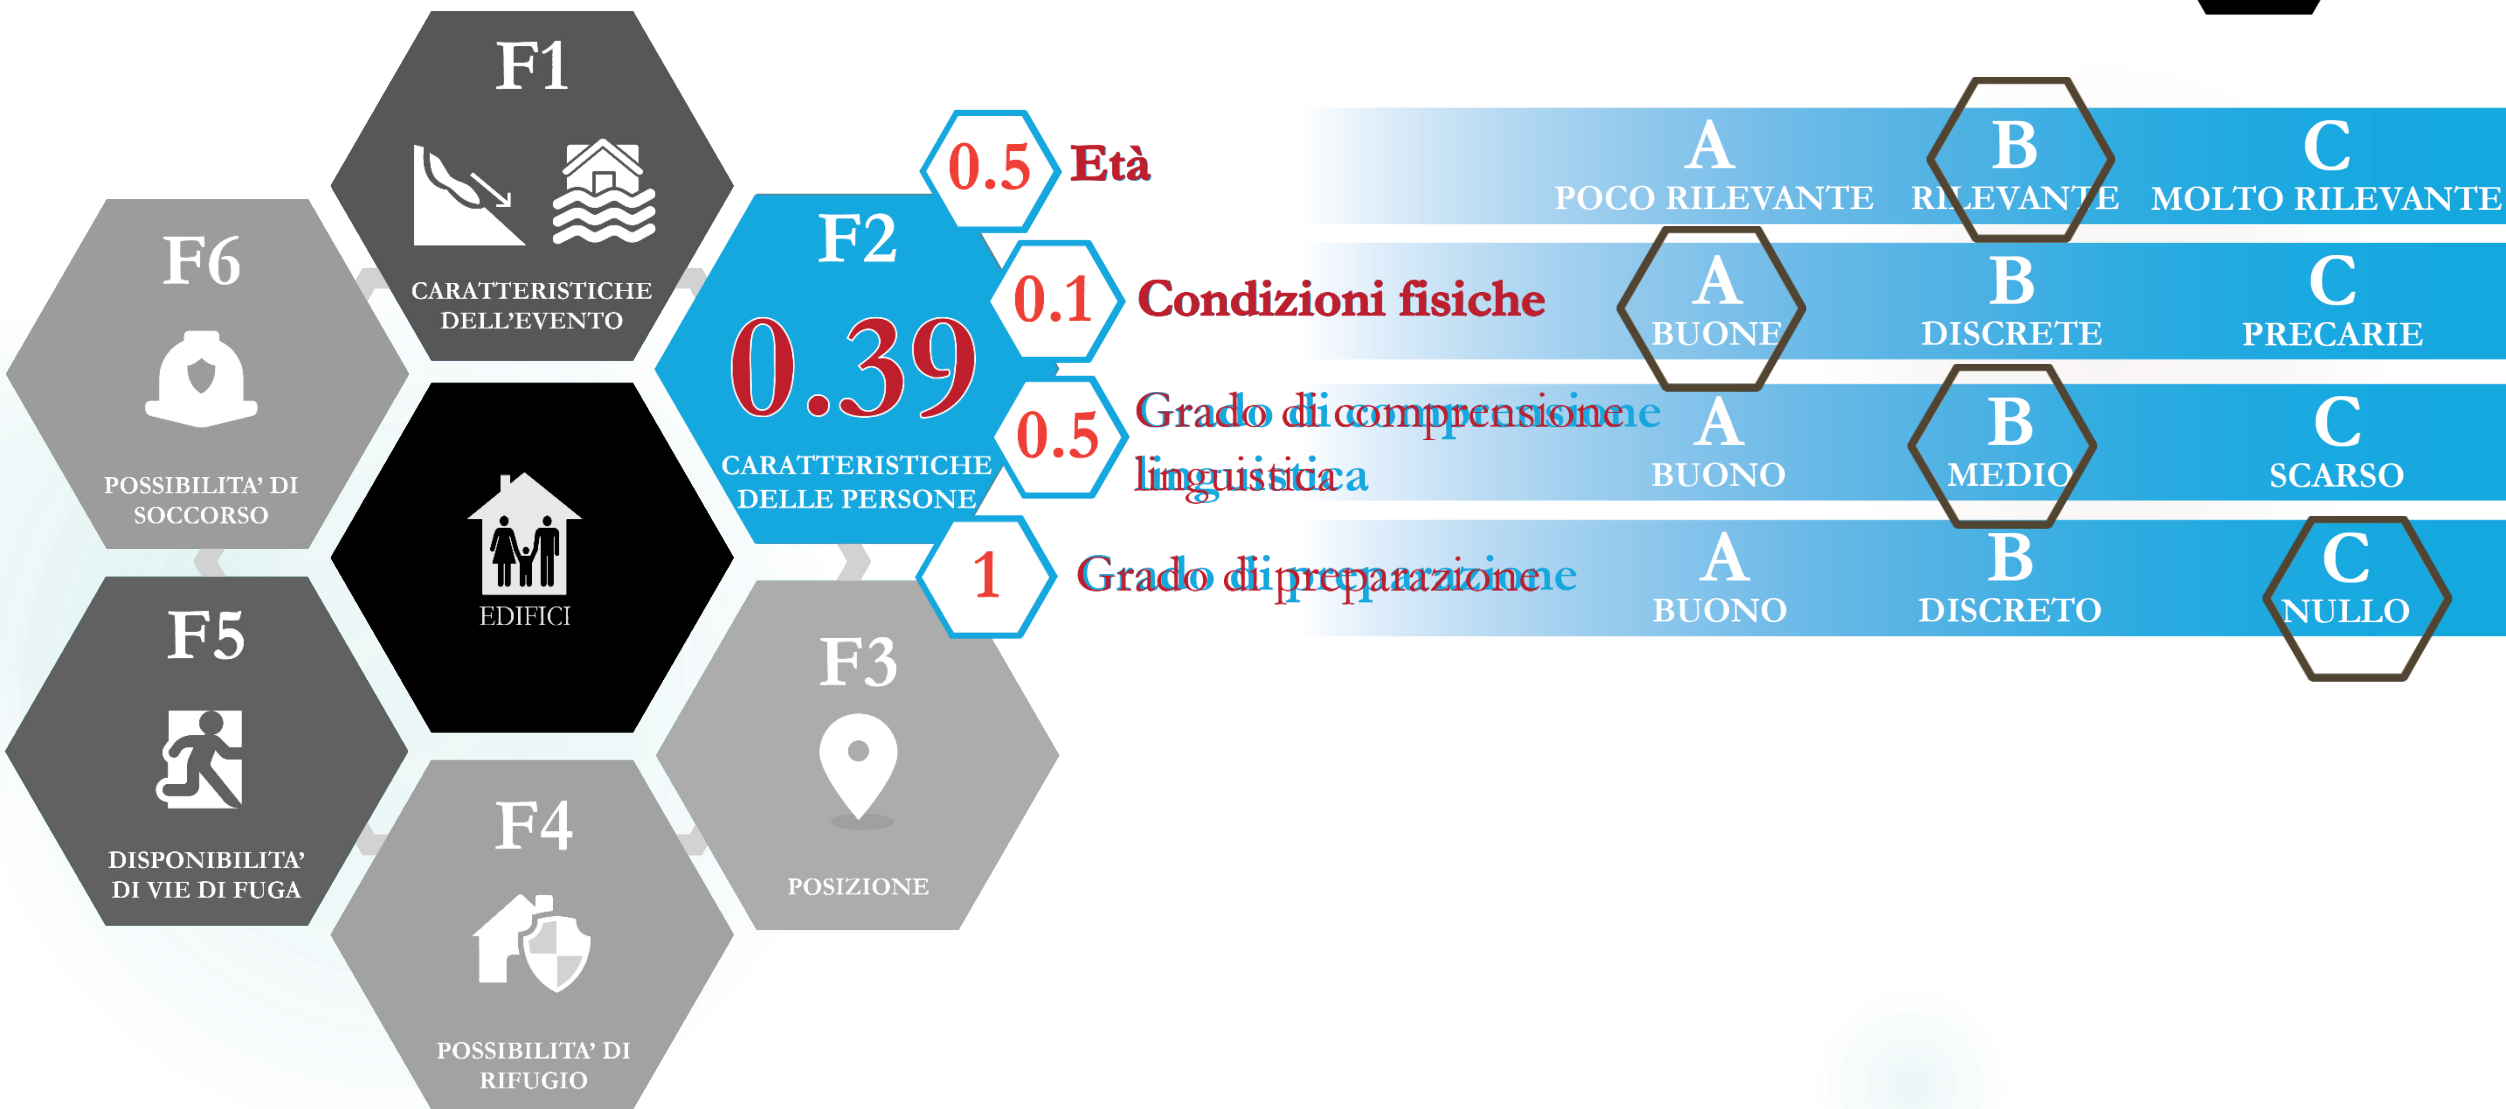 F1
CARATTERISTICHE
DELL'EVENTO
F6
POSSIBILITA' DI
SOCCORSO
F2
0.39
CARATTERISTICHE
DELLE PERSONE
EDIFICI
F5
DISPONIBILITA'
DI VIE DI FUGA
F3
POSIZIONE
F4
POSSIBILITA' DI
RIFUGIO
0.5 Età
A B C
POCO RILEVANTE RILEVANTE MOLTO RILEVANTE
0.1 Condizioni fisiche
A B C
BUONE DISCRETE PRECARIE
0.5 Grado di comprensione
linguistica
A B C
BUONO MEDIO SCARSO
1 Grado di preparazione
A B C
BUONO DISCRETO NULLO